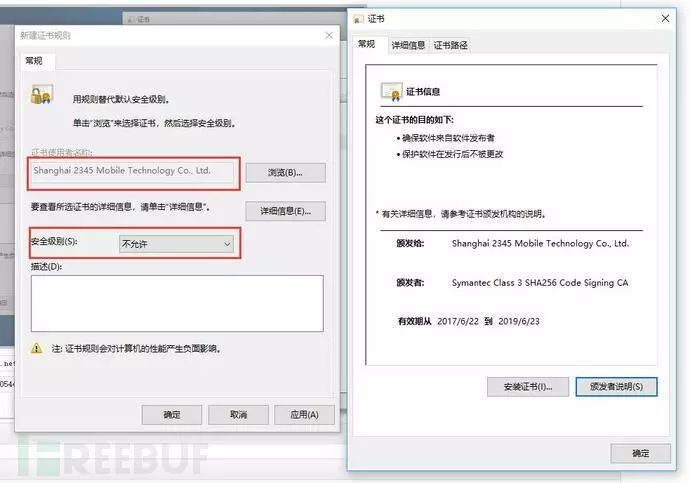 新建证书规则
常规
用规则替代默认安全级别。
单击“浏览”来选择证书，然后选择安全级别。
证书使用者名称:
Shanghai 2345 Mobile Technology Co., Ltd.
浏览(B)...
要查看所选证书的详细信息，请单击“详细信息”。
详细信息(E)...
安全级别(S):
不允许
描述(D):
注: 证书规则会对计算机的性能产生负面影响。
确定
取消
应用(A)
.net
0544
FREEBUF
证书
常规
详细信息
证书路径
证书信息
这个证书的目的如下:
• 确保软件来自软件发布者
• 保护软件在发行后不被更改
* 有关详细信息，请参考证书颁发机构的说明。
颁发给: Shanghai 2345 Mobile Technology Co., Ltd.
颁发者: Symantec Class 3 SHA256 Code Signing CA
有效期从 2017/6/22 到 2019/6/23
安装证书(I)...
颁发者说明(S)
确定